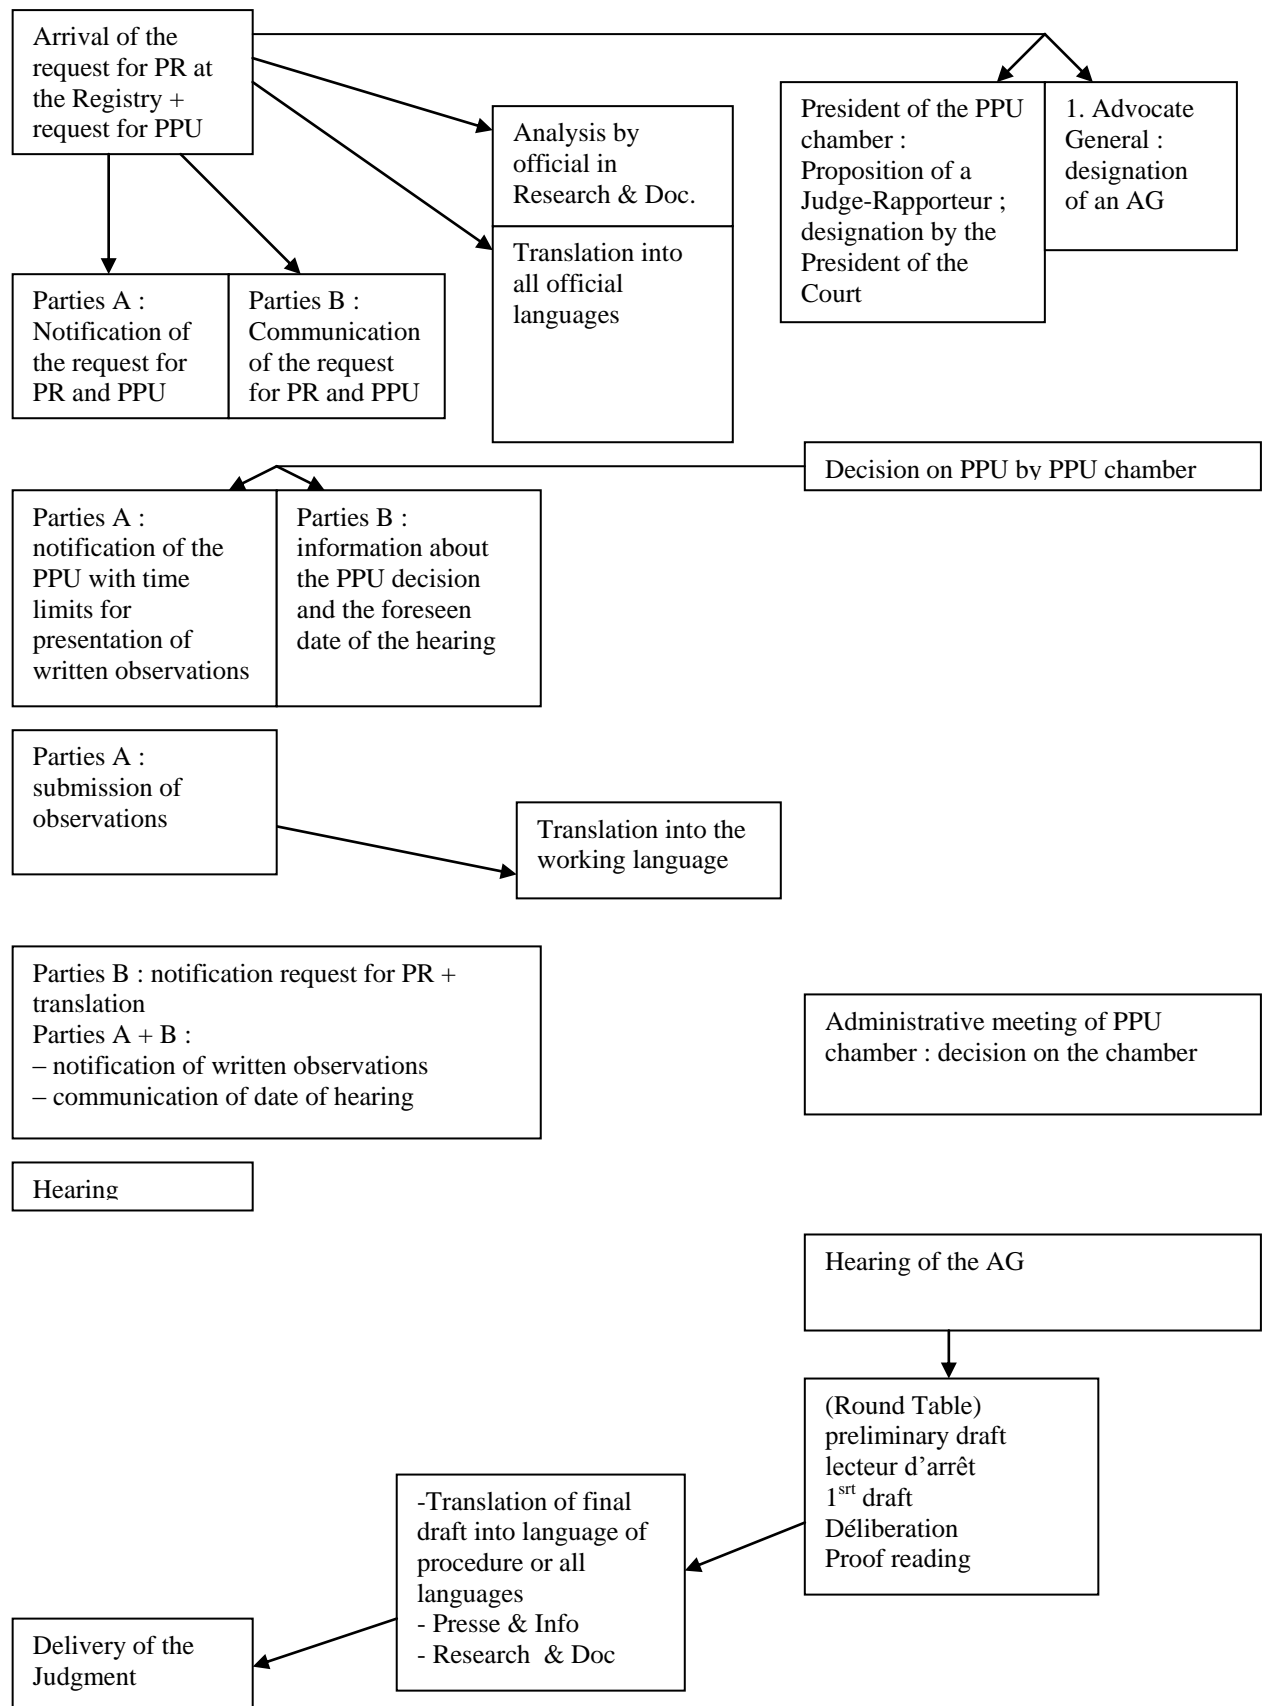 Arrival of the
request for PR at
the Registry +
request for PPU
President of the PPU
chamber :
Proposition of a
Judge-Rapporteur ;
designation by the
President of the
Court
1. Advocate
General :
designation
of an AG
Analysis by
official in
Research & Doc.
Translation into
all official
languages
Parties A :
Notification of
the request for
PR and PPU
Parties B :
Communication
of the request
for PR and PPU
Decision on PPU by PPU chamber
Parties A :
notification of the
PPU with time
limits for
presentation of
written observations
Parties B :
information about
the PPU decision
and the foreseen
date of the hearing
Parties A :
submission of
observations
Translation into the
working language
Parties B : notification request for PR +
translation
Parties A + B :
– notification of written observations
– communication of date of hearing
Administrative meeting of PPU
chamber : decision on the chamber
Hearing
Hearing of the AG
(Round Table)
preliminary draft
lecteur d’arrêt
1srt draft
Déliberation
Proof reading
-Translation of final
draft into language of
procedure or all
languages
- Presse & Info
- Research & Doc
Delivery of the
Judgment